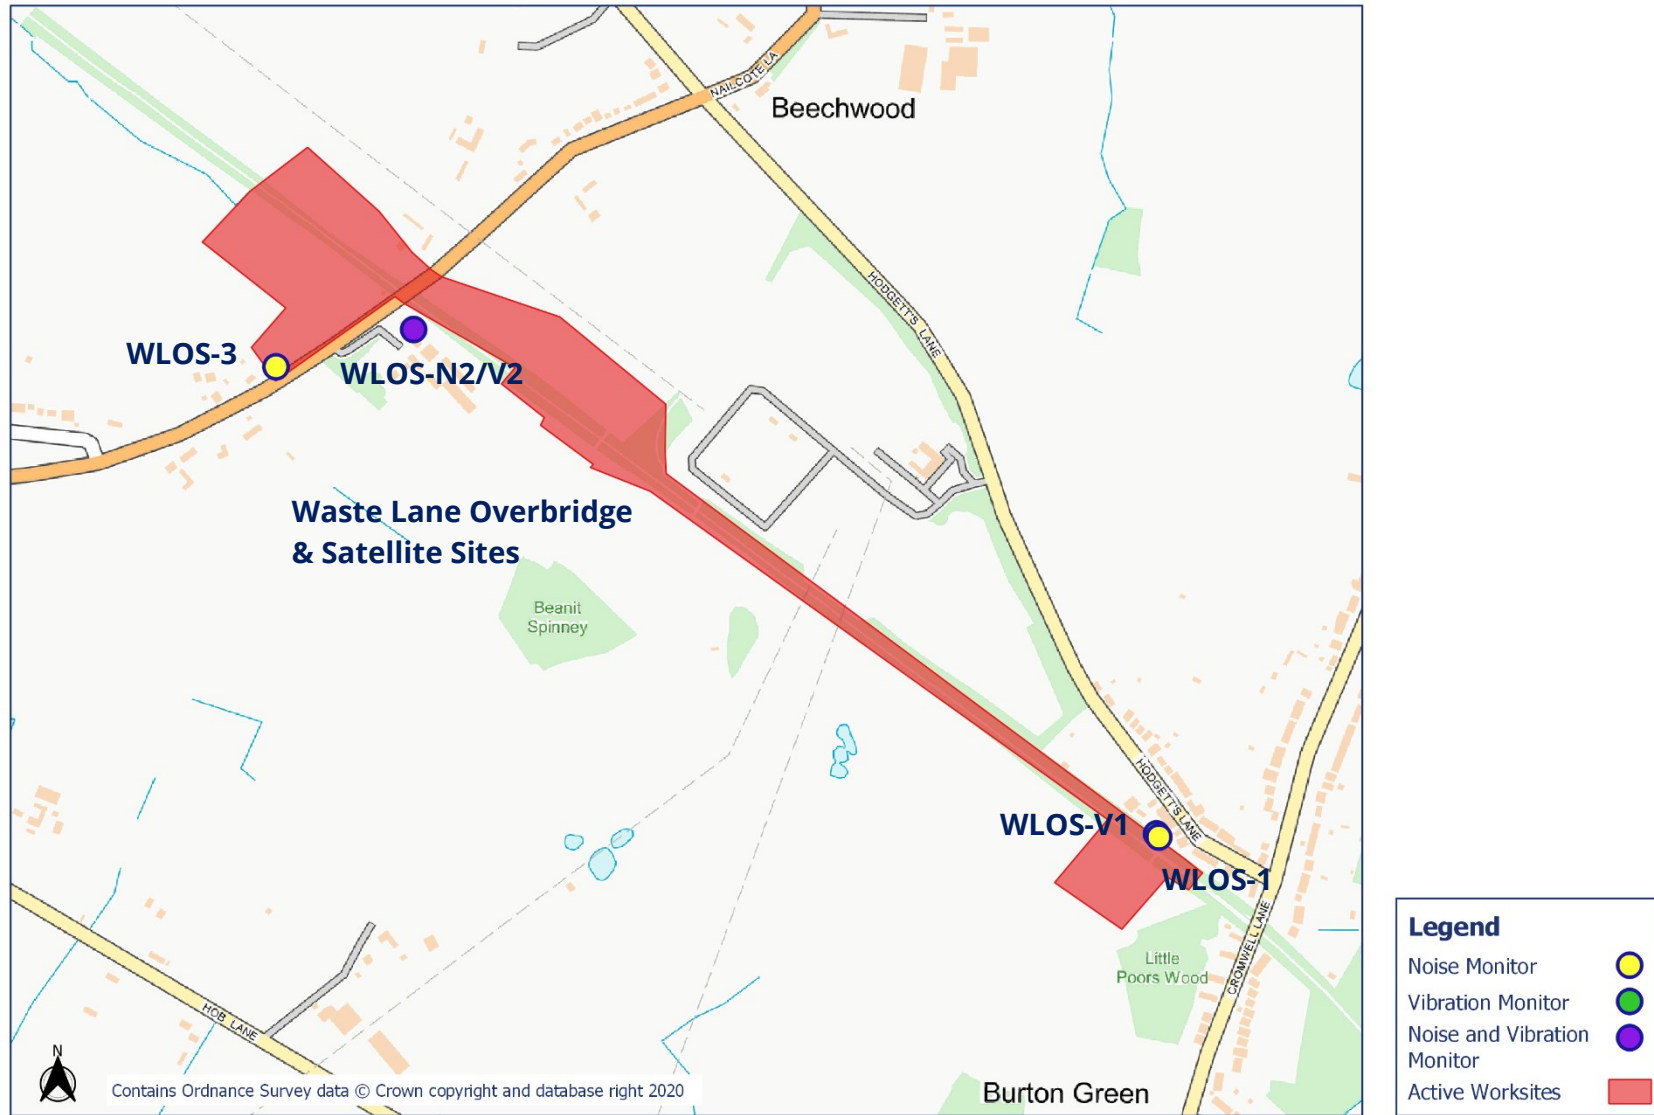 NAILCOTE LA
Beechwood
HODGETT'S LANE
WLOS-3
WLOS-N2/V2
Waste Lane Overbridge
& Satellite Sites
Beanit
Spinney
HODGETT'S LANE
WLOS-V1
WLOS-1
CROMWELL LANE
Little
Poors Wood
HOB LANE
N
Contains Ordnance Survey data © Crown copyright and database right 2020
Burton Green
Legend
Noise Monitor
Vibration Monitor
Noise and Vibration
Monitor
Active Worksites